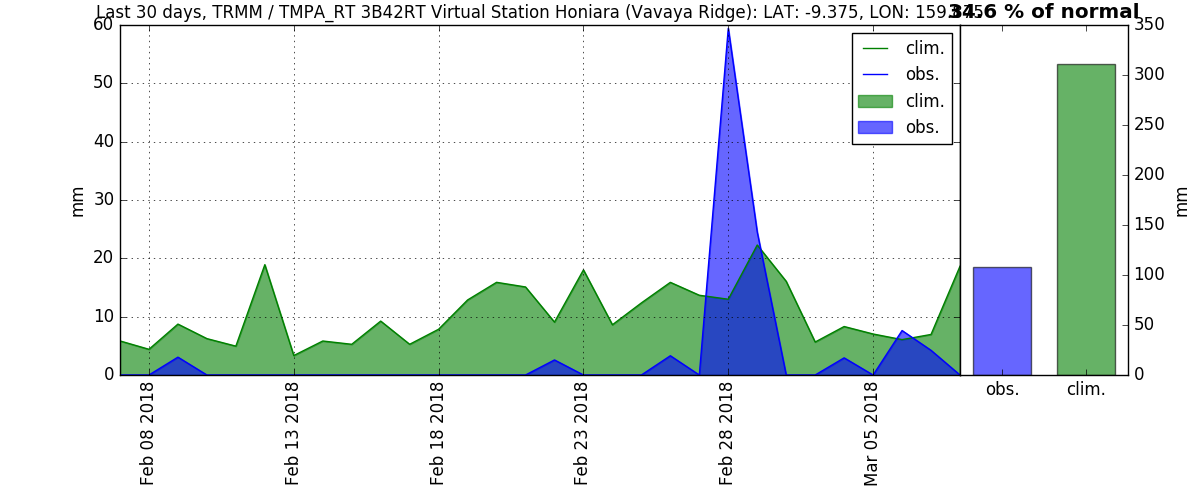 Last 30 days, TRMM / TMPA_RT 3B42RT Virtual Station Honiara (Vavaya Ridge): LAT: -9.375, LON:
34.6 % of normal
60
50
40
30
20
10
0
mm
clim.
obs.
clim.
obs.
350
300
250
200
150
100
50
0
mm
obs.
clim.
Feb 08 2018
Feb 13 2018
Feb 18 2018
Feb 23 2018
Feb 28 2018
Mar 05 2018